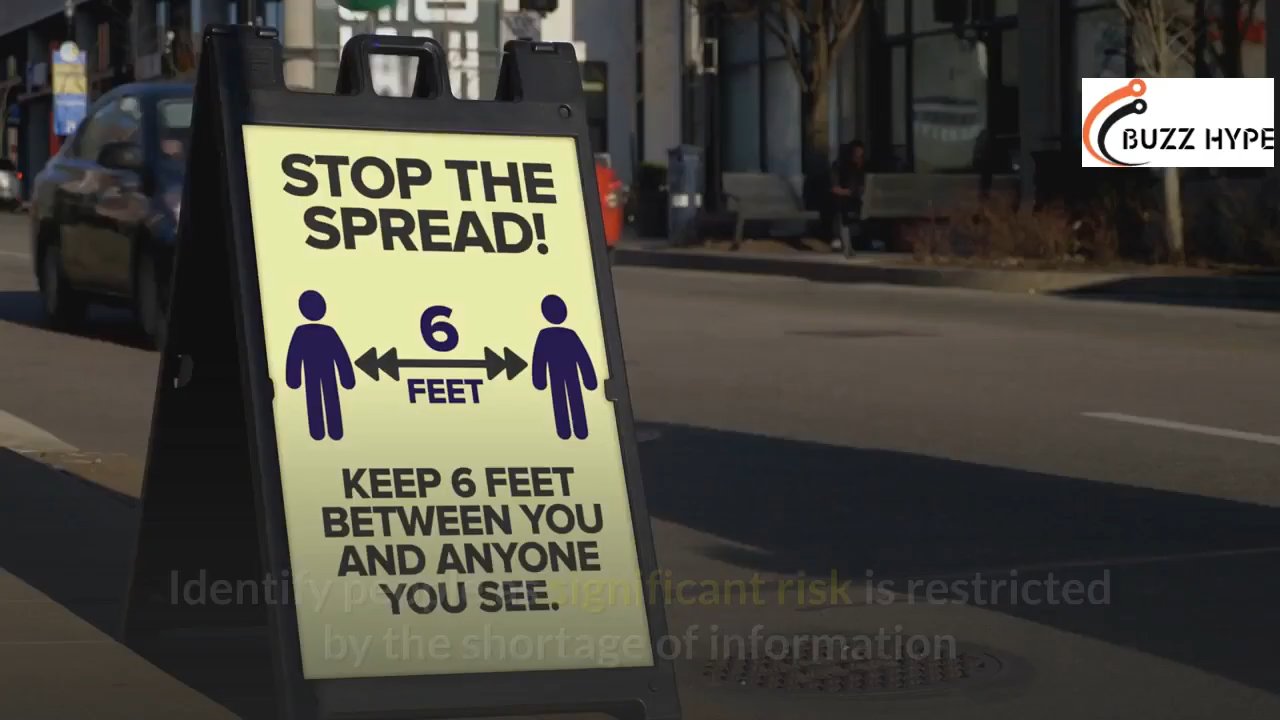 BUZZ HYPE
STOP THE
SPREAD!
6
FEET
KEEP 6 FEET
BETWEEN YOU
AND ANYONE
YOU SEE.
Identify significant risk is restricted
by the shortage of information